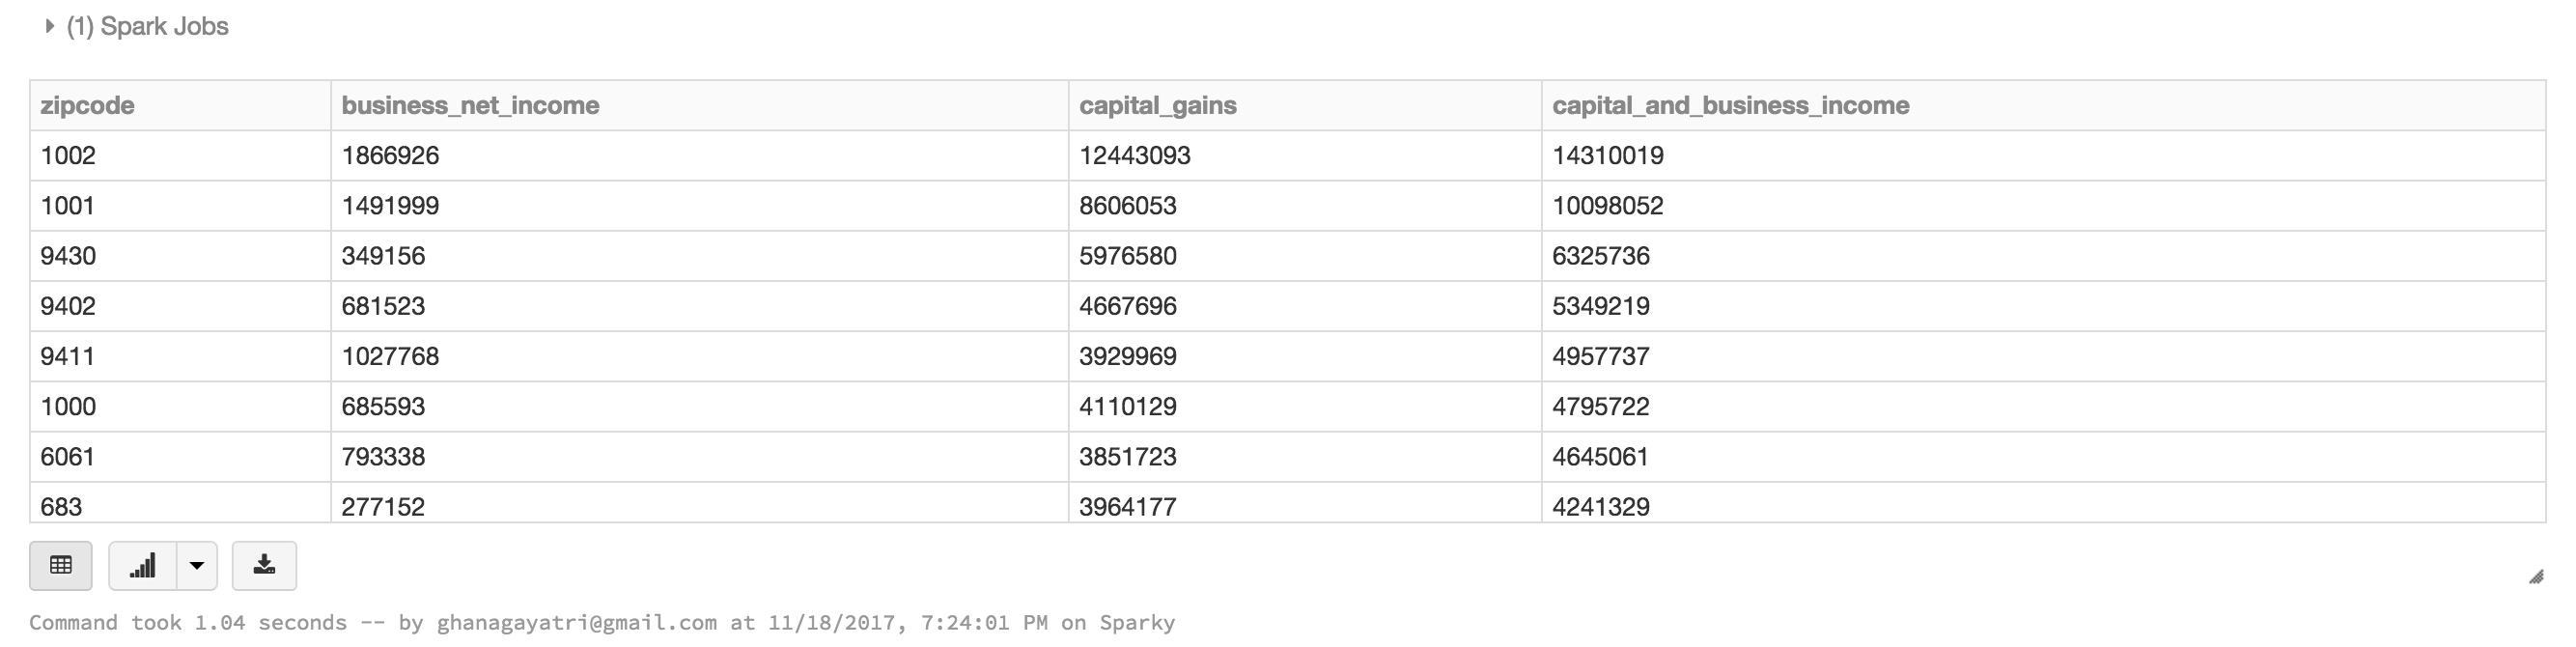 (1) Spark Jobs
zipcode business_net_income capital_gains capital_and_business_income
1002 1866926 12443093 14310019
1001 1491999 8606053 10098052
9430 349156 5976580 6325736
9402 681523 4667696 5349219
9411 1027768 3929969 4957737
1000 685593 4110129 4795722
6061 793338 3851723 4645061
683 277152 3964177 4241329
Command took 1.04 seconds -- by ghanagayatri@gmail.com at 11/18/2017, 7:24:01 PM on Sparky